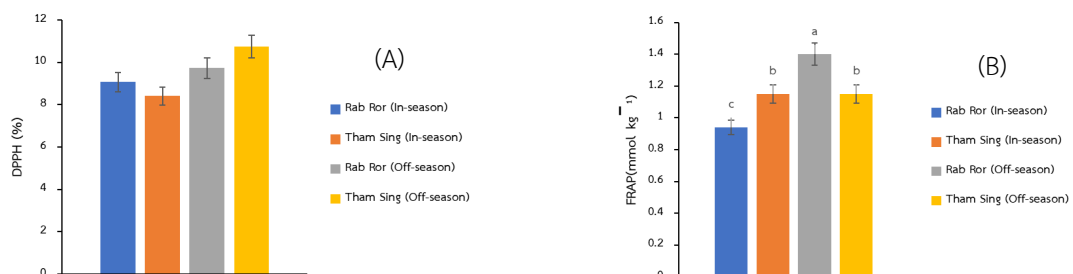 12
10
8
6
4
2
0
DPPH (%)
(A)
Rab Ror (In-season)
Tham Sing (In-season)
Rab Ror (Off-season)
Tham Sing (Off-season)
1.6
1.4
1.2
1
0.8
0.6
0.4
0.2
0
FRAP(mmol kg⁻¹)
c
b
a
b
(B)
Rab Ror (In-season)
Tham Sing (In-season)
Rab Ror (Off-season)
Tham Sing (Off-season)